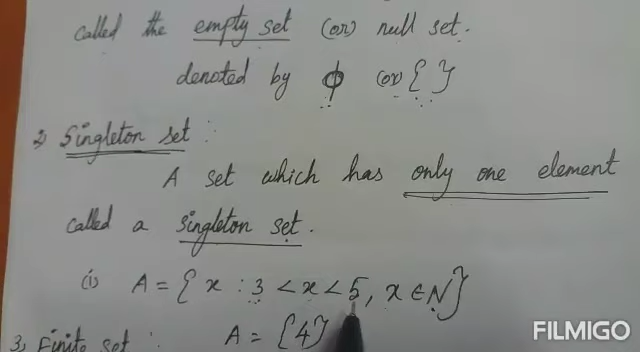 called the empty set (or) null set.
denoted by ϕ (or) { }
2) Singleton set :
A set which has only one element
called a singleton set.
(i) A = { x : 3 < x < 5, x ∈ N }
A = {4}
3) Finite set :
FILMIGO